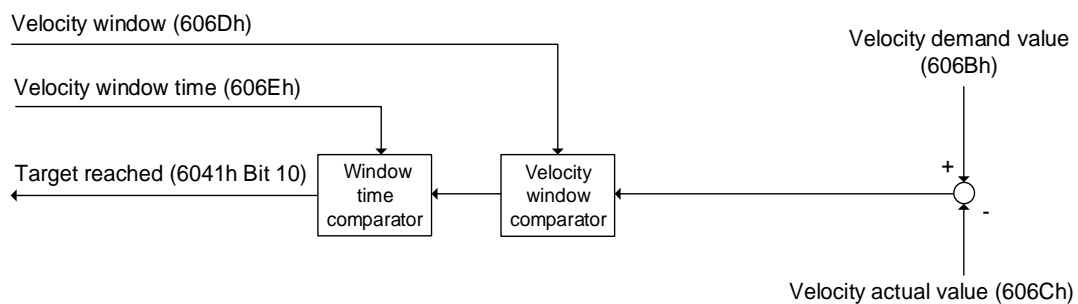 Velocity window (606Dh)
Velocity demand value
(606Bh)
Velocity window time (606Eh)
Target reached (6041h Bit 10)
Window
time
comparator
Velocity
window
comparator
+
-
Velocity actual value (606Ch)